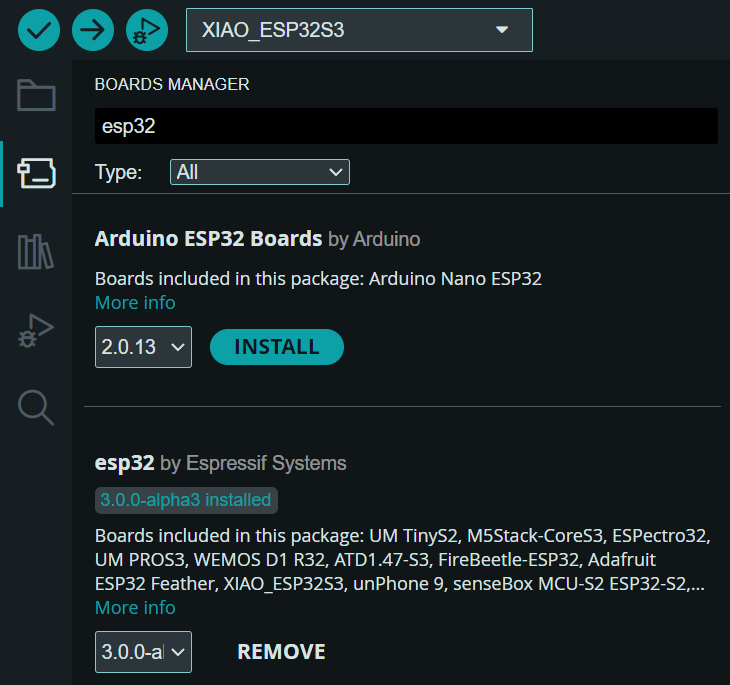 XIAO_ESP32S3
BOARDS MANAGER
esp32
Type: All
Arduino ESP32 Boards by Arduino
Boards included in this package: Arduino Nano ESP32
More info
2.0.13 INSTALL
esp32 by Espressif Systems
3.0.0-alpha3 installed
Boards included in this package: UM TinyS2, M5Stack-CoreS3, ESPectro32,
UM PROS3, WEMOS D1 R32, ATD1.47-S3, FireBeetle-ESP32, Adafruit
ESP32 Feather, XIAO_ESP32S3, unPhone 9, senseBox MCU-S2 ESP32-S2,...
More info
3.0.0-al REMOVE